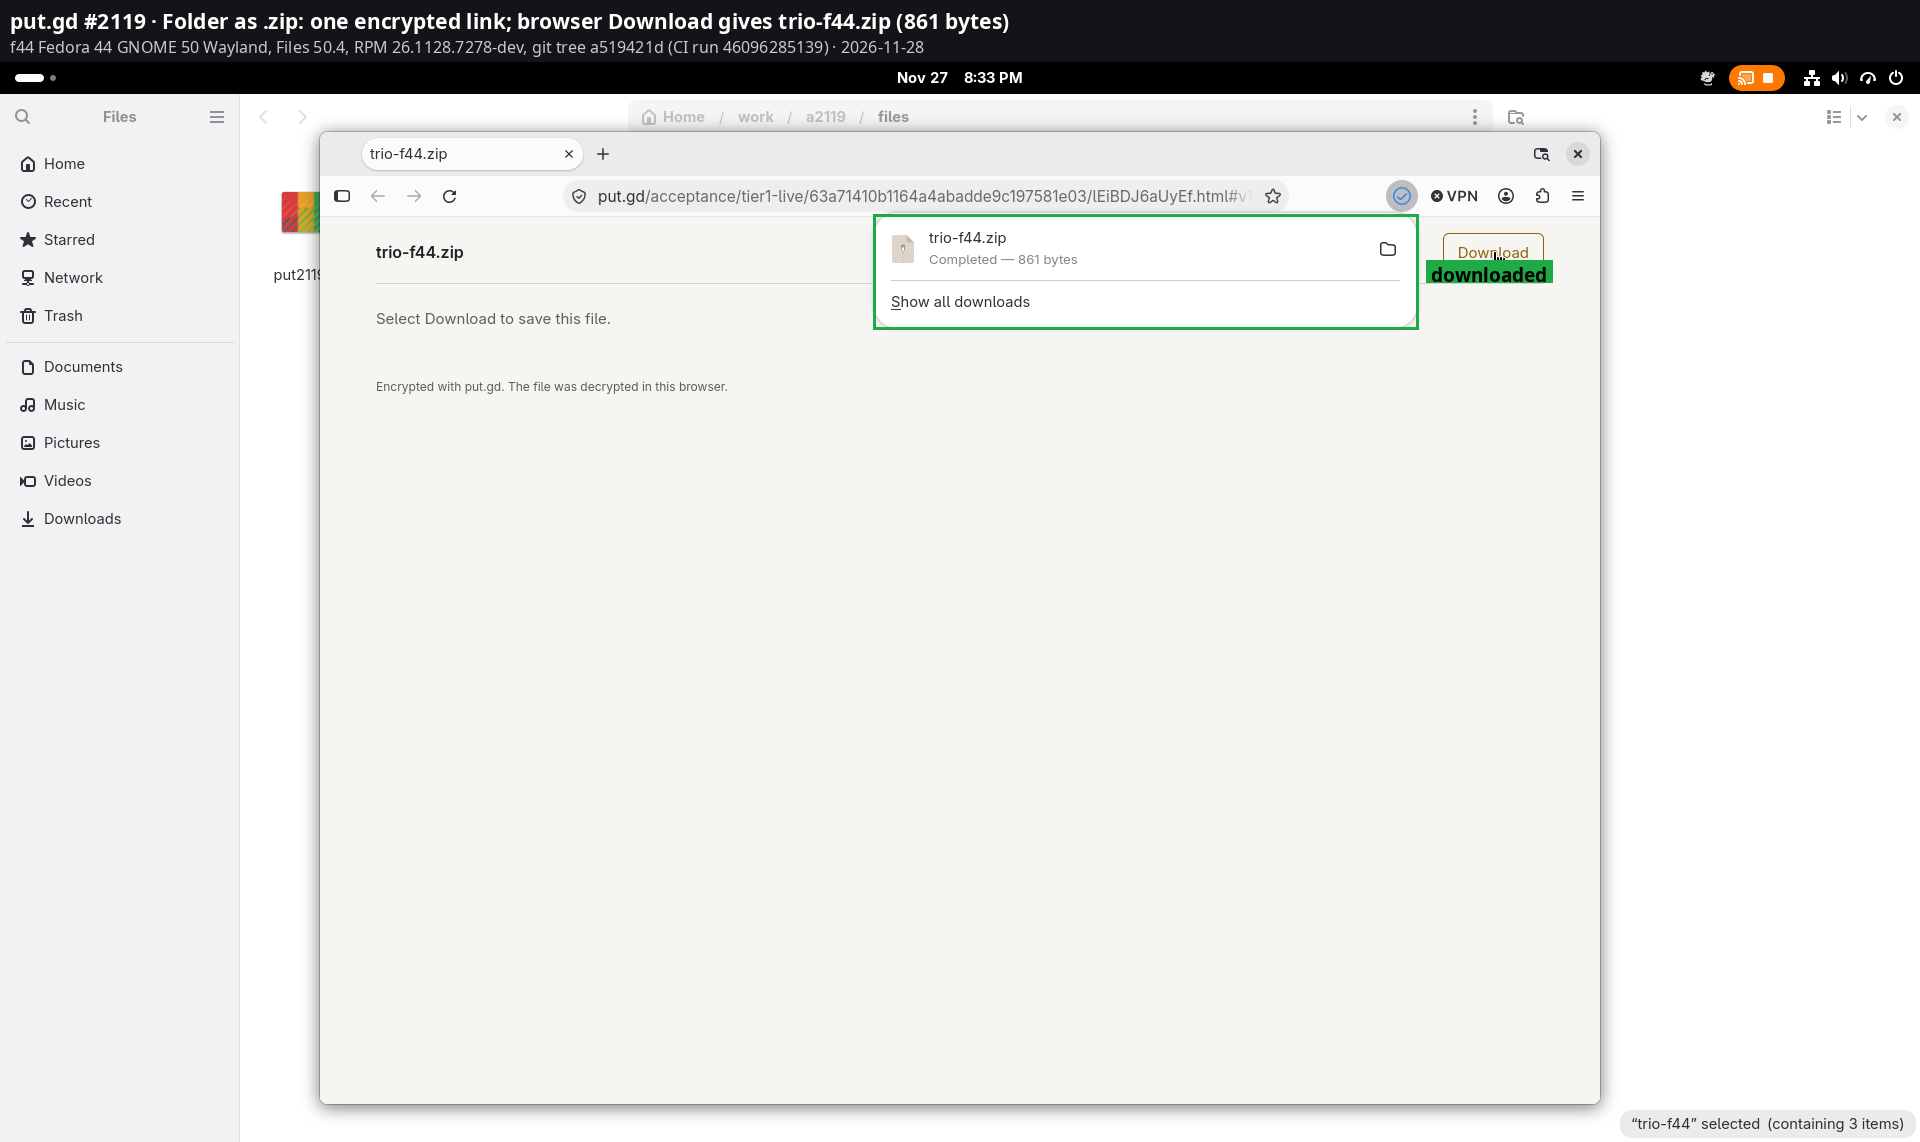 put.gd #2119 · Folder as .zip: one encrypted link; browser Download gives trio-f44.zip (861 bytes)
f44 Fedora 44 GNOME 50 Wayland, Files 50.4, RPM 26.1128.7278-dev, git tree a519421d (CI run 46096285139) · 2026-11-28
Nov 27 8:33 PM
Files
Home / work / a2119 / files
Home
Recent
Starred
Network
Trash
Documents
Music
Pictures
Videos
Downloads
put2119
trio-f44.zip
put.gd/acceptance/tier1-live/63a71410b1164a4abadde9c197581e03/lEiBDJ6aUyEf.html#v1
VPN
trio-f44.zip
Completed — 861 bytes
Show all downloads
trio-f44.zip
Download
downloaded
Select Download to save this file.
Encrypted with put.gd. The file was decrypted in this browser.
“trio-f44” selected (containing 3 items)